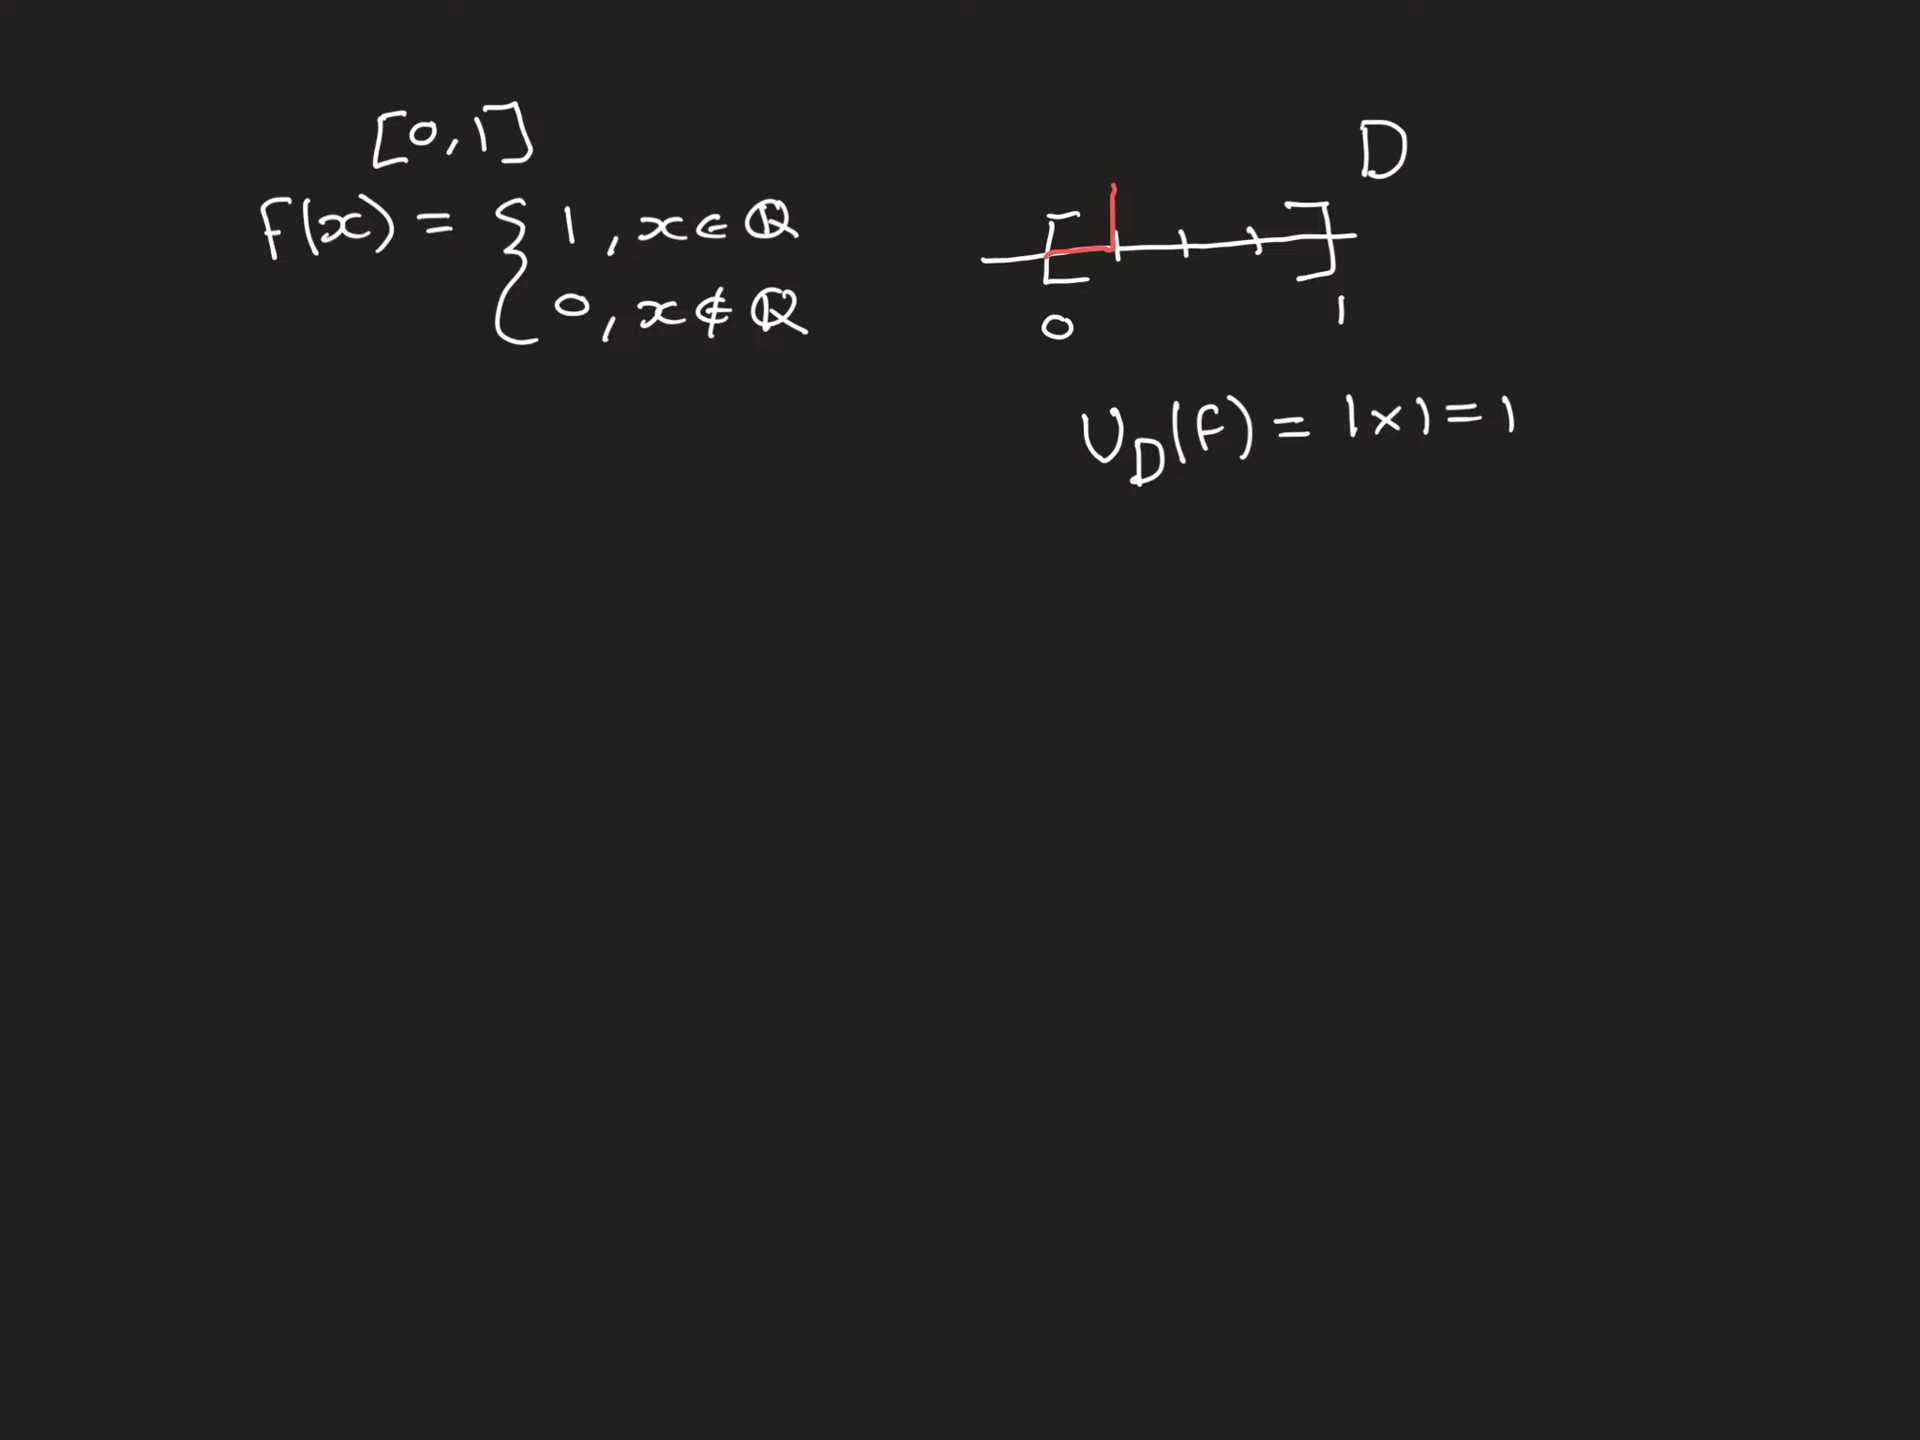 [0,1]
f(x) = { 1, x ∈ ℚ
0, x ∉ ℚ
D
0 1
U_D(f) = 1 × 1 = 1